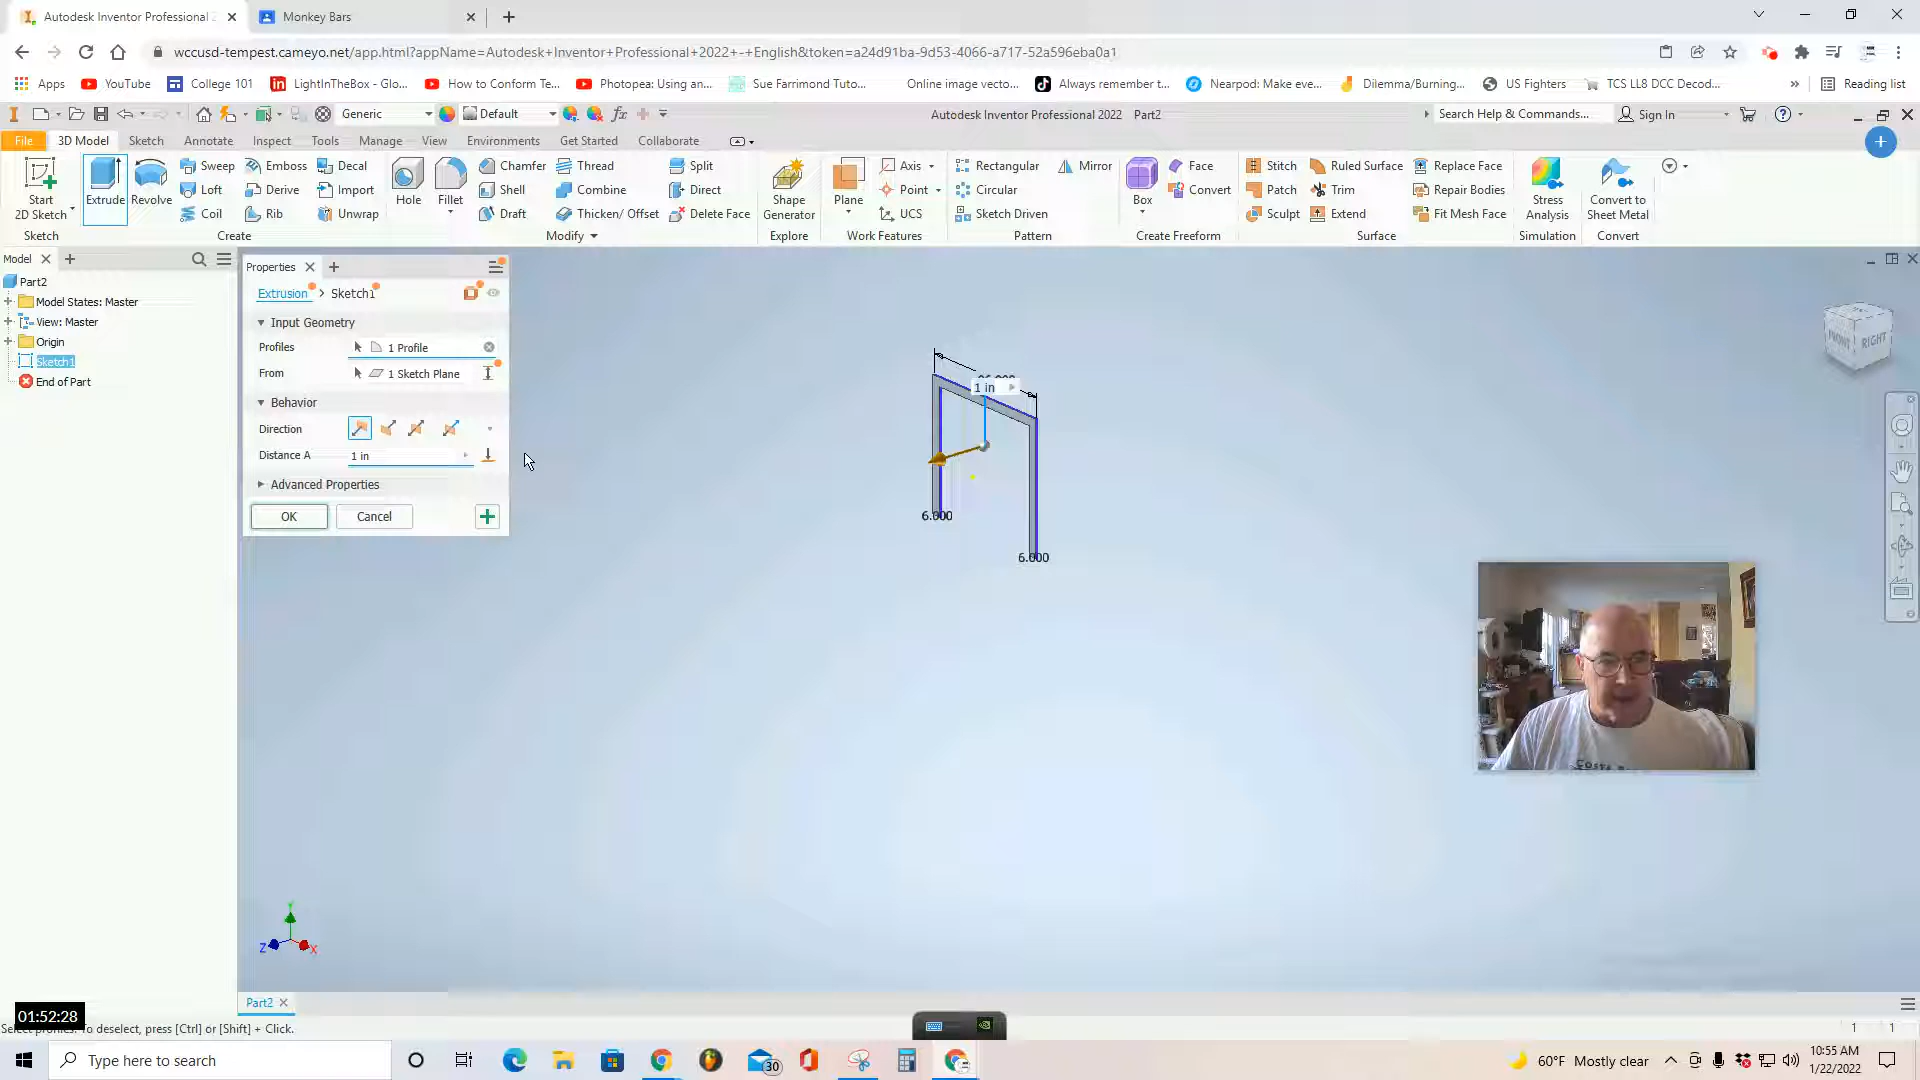 Autodesk Inventor Professional 2
Monkey Bars
wccusd-tempest.cameyo.net/app.html?appName=Autodesk+Inventor+Professional+2022+-+English&token=a24d91ba-9d53-4066-a717-52a596eba0a1
Apps YouTube College 101 LightInTheBox - Glo... How to Conform Te... Photopea: Using an... Sue Farrimond Tuto... Online image vecto... Always remember t... Nearpod: Make eve... Dilemma/Burning... US Fighters TCS LL8 DCC Decod... » Reading list
Generic Default fx Autodesk Inventor Professional 2022 Part2 Search Help & Commands... Sign In
File 3D Model Sketch Annotate Inspect Tools Manage View Environments Get Started Collaborate
Sweep Emboss Decal Chamfer Thread Split Axis Rectangular Mirror Face Stitch Ruled Surface Replace Face
Start Extrude Revolve Loft Derive Import Hole Fillet Shell Combine Direct Shape Plane Point Circular Box Convert Patch Trim Repair Bodies Stress Convert to
2D Sketch Coil Rib Unwrap Draft Thicken/ Offset Delete Face Generator UCS Sketch Driven Sculpt Extend Fit Mesh Face Analysis Sheet Metal
Sketch Create Modify Explore Work Features Pattern Create Freeform Surface Simulation Convert
Model
Part2
Model States: Master
View: Master
Origin
Sketch1
End of Part
Properties
Extrusion > Sketch1
Input Geometry
Profiles 1 Profile
From 1 Sketch Plane
Behavior
Direction
Distance A 1 in
Advanced Properties
OK Cancel
1 in
6.000
6.000
FRONT RIGHT
Y
Z X
Part2
01:52:28
Select profiles. To deselect, press [Ctrl] or [Shift] + Click.
1 1
Type here to search
30
60°F Mostly clear
10:55 AM
1/22/2022